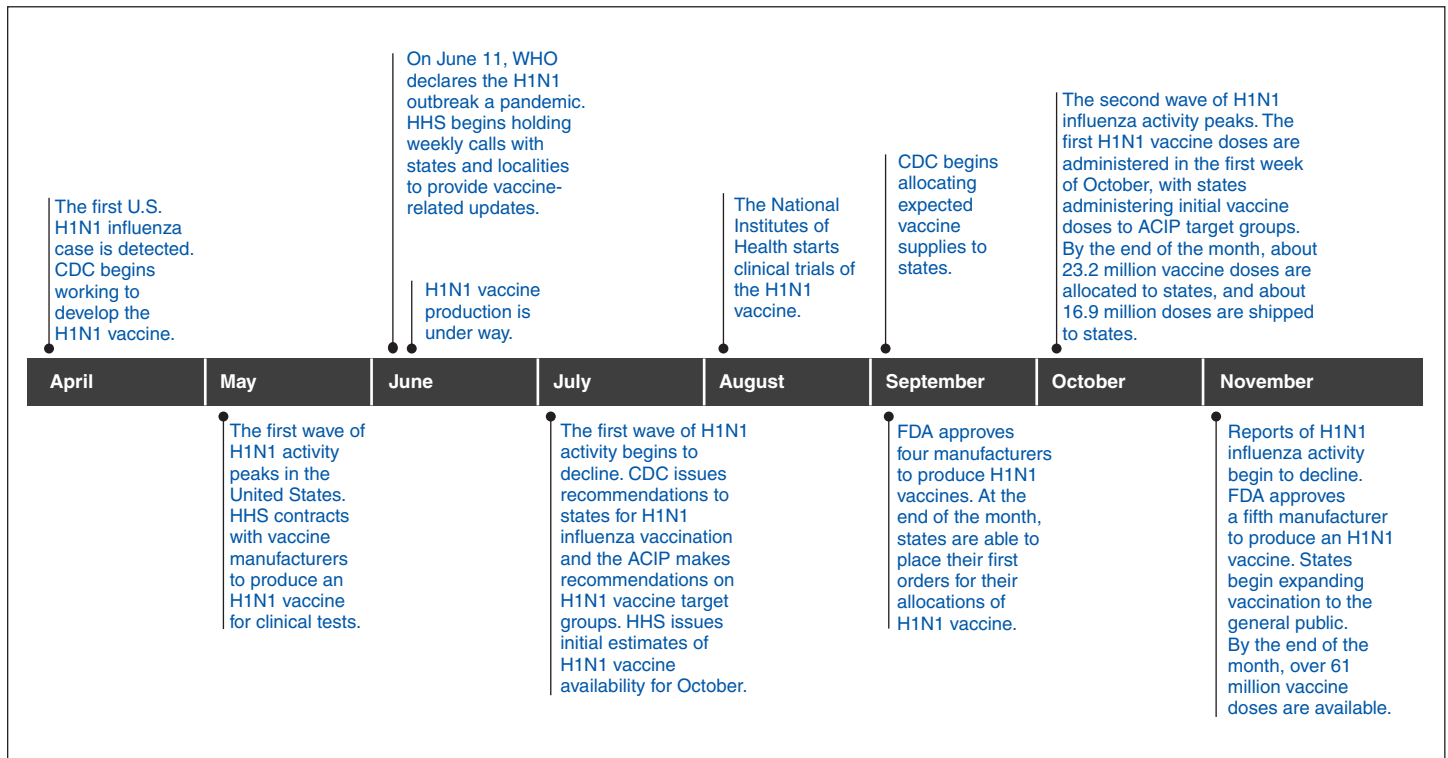 The first U.S.
H1N1 influenza
case is detected.
CDC begins
working to
develop the
H1N1 vaccine.
On June 11, WHO
declares the H1N1
outbreak a pandemic.
HHS begins holding
weekly calls with
states and localities
to provide vaccine-
related updates.
H1N1 vaccine
production is
under way.
The National
Institutes of
Health starts
clinical trials of
the H1N1
vaccine.
CDC begins
allocating
expected
vaccine
supplies to
states.
The second wave of H1N1
influenza activity peaks. The
first H1N1 vaccine doses are
administered in the first week
of October, with states
administering initial vaccine
doses to ACIP target groups.
By the end of the month, about
23.2 million vaccine doses are
allocated to states, and about
16.9 million doses are shipped
to states.
April
May
June
July
August
September
October
November
The first wave of
H1N1 activity
peaks in the
United States.
HHS contracts
with vaccine
manufacturers
to produce an
H1N1 vaccine
for clinical tests.
The first wave of H1N1
activity begins to
decline. CDC issues
recommendations to
states for H1N1
influenza vaccination
and the ACIP makes
recommendations on
H1N1 vaccine target
groups. HHS issues
initial estimates of
H1N1 vaccine
availability for October.
FDA approves
four manufacturers
to produce H1N1
vaccines. At the
end of the month,
states are able to
place their first
orders for their
allocations of
H1N1 vaccine.
Reports of H1N1
influenza activity
begin to decline.
FDA approves
a fifth manufacturer
to produce an H1N1
vaccine. States
begin expanding
vaccination to the
general public.
By the end of the
month, over 61
million vaccine
doses are available.